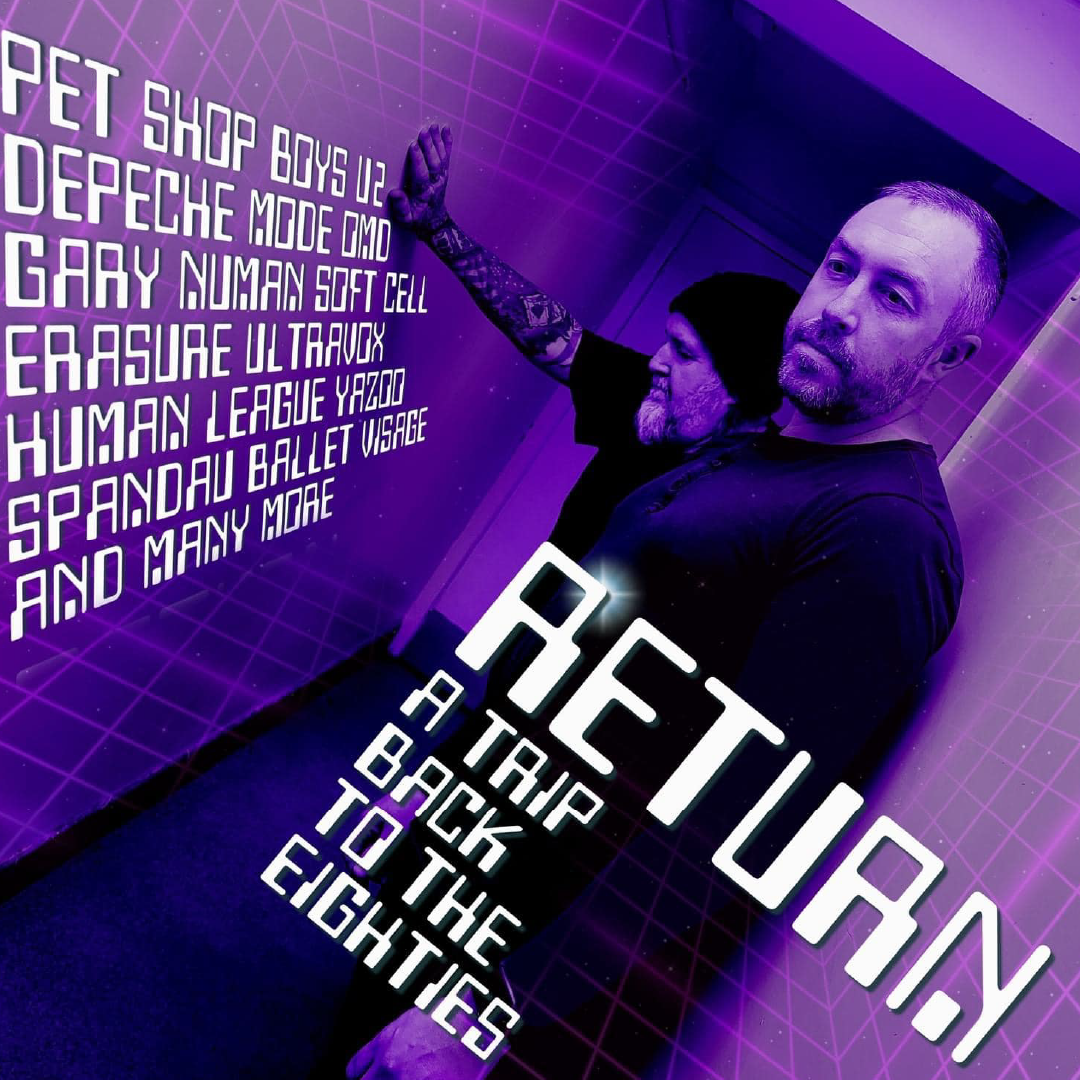 PET SHOP BOYS U2
DEPECHE MODE OMD
GARY NUMAN SOFT CELL
ERASURE ULTRAVOX
HUMAN LEAGUE YAZOO
SPANDAU BALLET VISAGE
AND MANY MORE
RETURN
A TRIP
BACK
TO THE
EIGHTIES